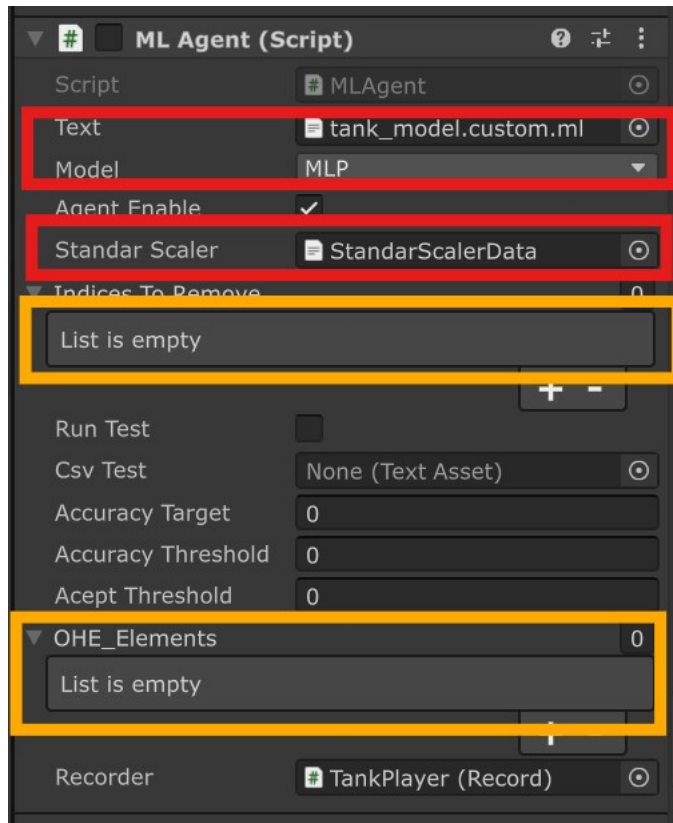 # ML Agent (Script)
Script # MLAgent
Text tank_model.custom.ml
Model MLP
Agent Enable
Standar Scaler StandarScalerData
Indices To Remove 0
List is empty
+ -
Run Test
Csv Test None (Text Asset)
Accuracy Target 0
Accuracy Threshold 0
Acept Threshold 0
OHE_Elements 0
List is empty
+ -
Recorder # TankPlayer (Record)